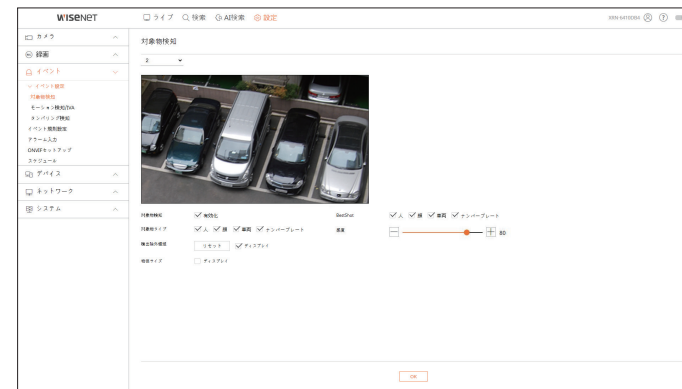 WISENET
ライブ 検索 AI検索 設定
XRN-6410DB4
カメラ
録画
イベント
イベント設定
対象物検知
モーション検知/IVA
タンパリング検知
イベント規則設定
アラーム入力
ONVIFセットアップ
スケジュール
デバイス
ネットワーク
システム
対象物検知
2
対象物検知 有効化
対象物タイプ 人 顔 車両 ナンバープレート
検出除外領域 リセット ディスプレイ
物体サイズ ディスプレイ
BestShot 人 顔 車両 ナンバープレート
感度 80
OK